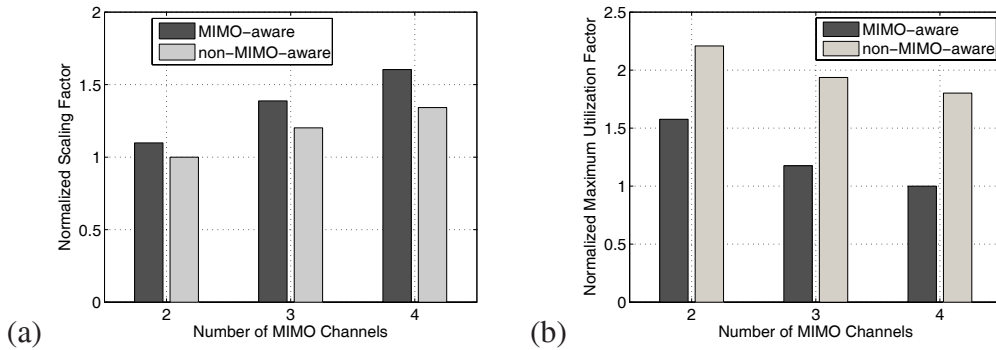 2
1.5
1
0.5
0
Normalized Scaling Factor
MIMO-aware
non-MIMO-aware
2 3 4
Number of MIMO Channels
(a)
2.5
2
1.5
1
0.5
0
Normalized Maximum Utilization Factor
MIMO-aware
non-MIMO-aware
2 3 4
Number of MIMO Channels
(b)